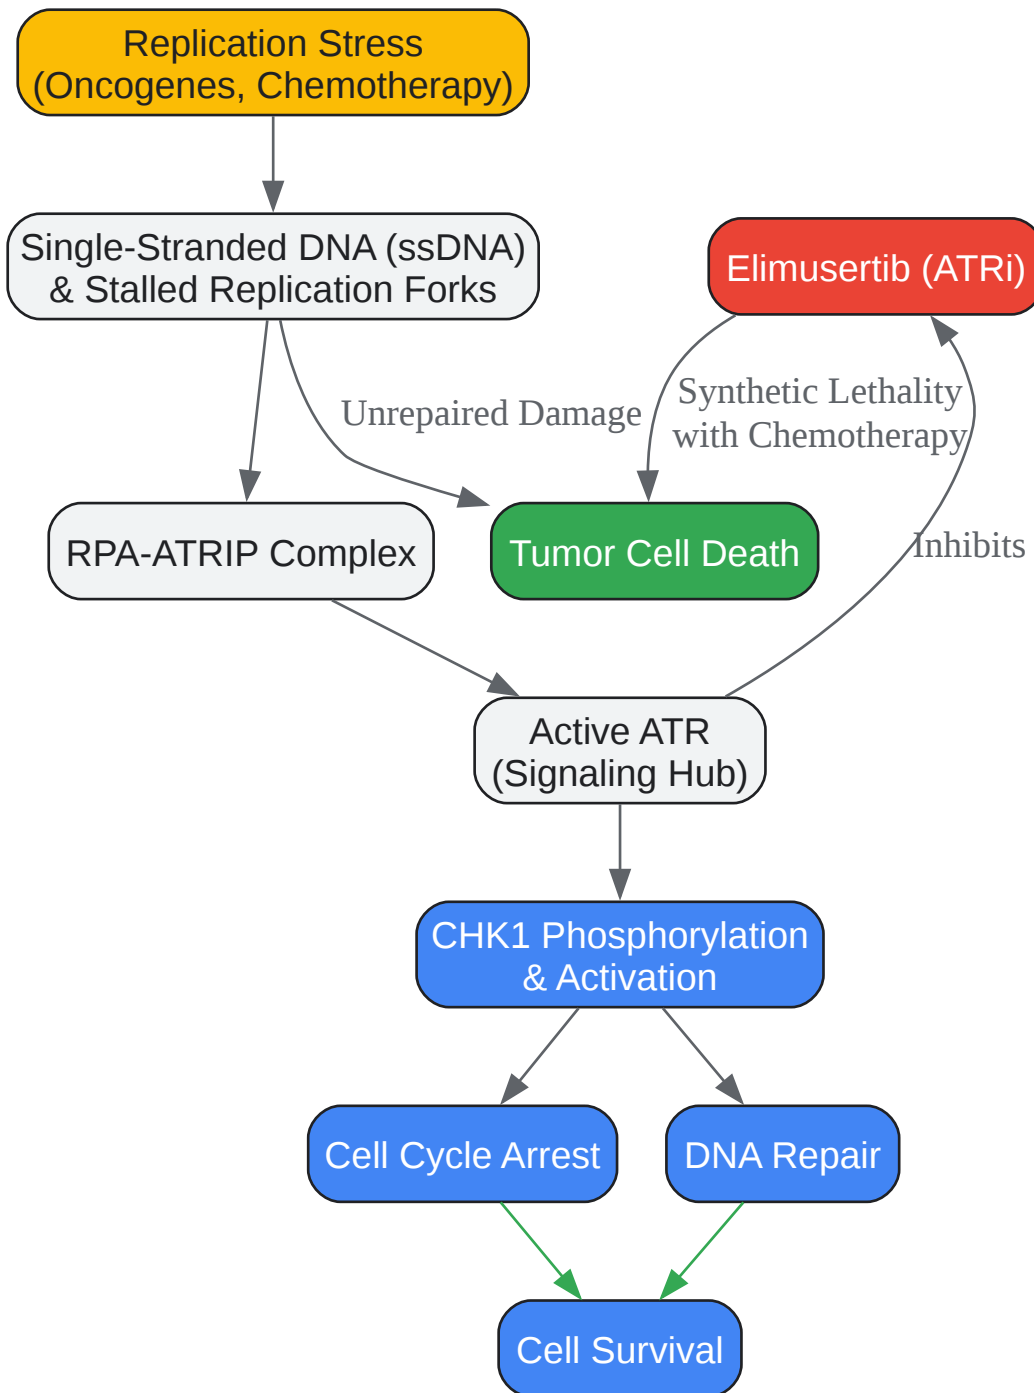 Replication Stress
(Oncogenes, Chemotherapy)
Single-Stranded DNA (ssDNA)
& Stalled Replication Forks
Elimusertib (ATRi)
Unrepaired Damage
Synthetic Lethality
with Chemotherapy
RPA-ATRIP Complex
Tumor Cell Death
Inhibits
Active ATR
(Signaling Hub)
CHK1 Phosphorylation
& Activation
Cell Cycle Arrest
DNA Repair
Cell Survival